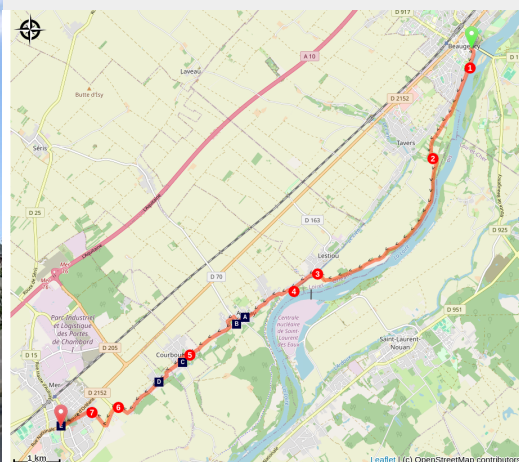 D 917
Beaugency
1
D 1
A 10
Laveau
Butte d'Isy
D 2152
Tavers
Séris
2
D 25
D 163
D 925
Lestiou
3
D 70
4
Centrale
Nucléaire
de Saint-
Laurent-
des Eaux
D 951
A
B
Parc Industriel
et Logistique
des Portes
de Chambord
D 205
Saint-Laurent-
Nouan
D 15
Courbou
5
C
D
Mer
D 2152
6
7
E
1 km
Leaflet | (c) OpenStreetMap contributors